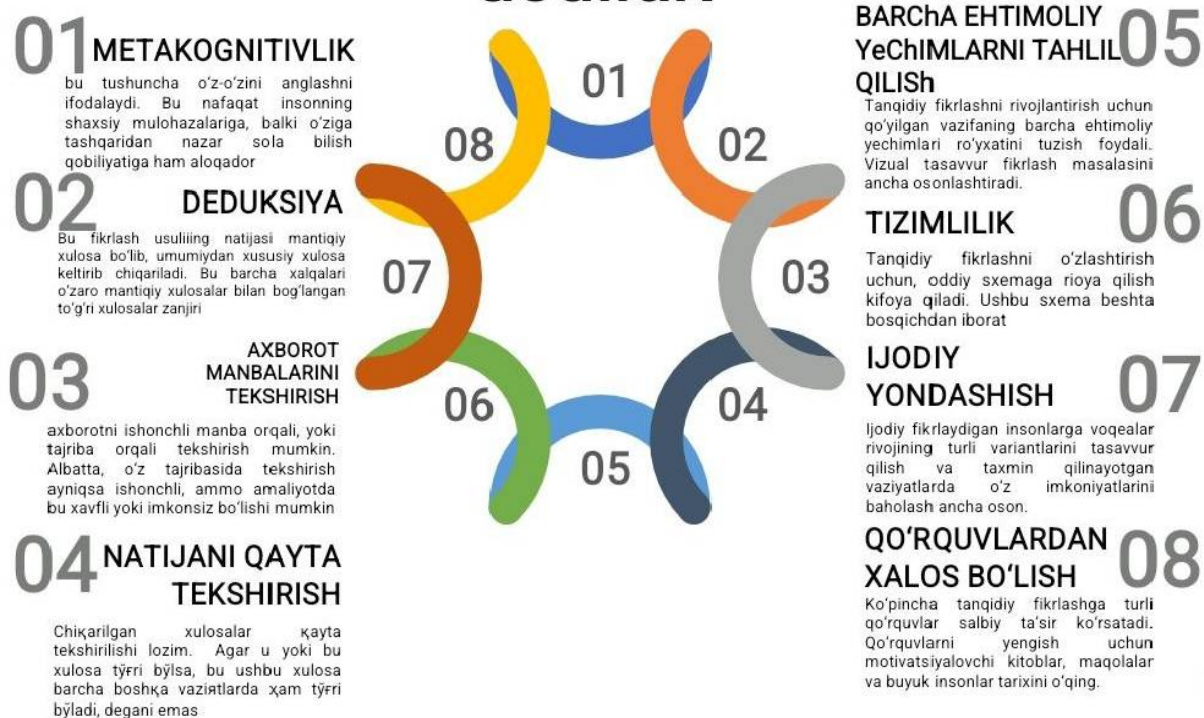 01
METAKOGNITIVLIK
bu tushuncha o‘z-o‘zini anglashni
ifodalaydi. Bu nafaqat insonning
shaxsiy mulohazalariga, balki o‘ziga
tashqaridan nazar sola bilish
qobiliyatiga ham aloqador
02
DEDUKSIYA
Bu fikrlash usuliiing natijasi mantiqiy
xulosa bo‘lib, umumiydan xususiy xulosa
keltirib chiqariladi. Bu barcha xalqalari
o‘zaro mantiqiy xulosalar bilan bog‘langan
to‘g‘ri xulosalar zanjiri
03
AXBOROT
MANBALARINI
TEKSHIRISH
axborotni ishonchli manba orqali, yoki
tajriba orqali tekshirish mumkin.
Albatta, o‘z tajribasida tekshirish
ayniqsa ishonchli, ammo amaliyotda
bu xavfli yoki imkonsiz bo‘lishi mumkin
04
NATIJANI QAYTA
TEKSHIRISH
Chiқarilgan xulosalar қayta
tekshirilishi lozim. Agar u yoki bu
xulosa tўғri bўlsa, bu ushbu xulosa
barcha boshқa vaziяtlarda ҳam tўғri
bўladi, degani emas
01
02
03
04
05
06
07
08
BARChA EHTIMOLIY
YeChIMLARNI TAHLIL
QILISh
05
Tanqidiy fikrlashni rivojlantirish uchun
qo‘yilgan vazifaning barcha ehtimoliy
yechimlari ro‘yxatini tuzish foydali.
Vizual tasavvur fikrlash masalasini
ancha osonlashtiradi.
06
TIZIMLILIK
Tanqidiy fikrlashni o‘zlashtirish
uchun, oddiy sxemaga rioya qilish
kifoya qiladi. Ushbu sxema beshta
bosqichdan iborat
IJODIY
YONDASHISH
07
Ijodiy fikrlaydigan insonlarga voqealar
rivojining turli variantlarini tasavvur
qilish va taxmin qilinayotgan
vaziyatlarda o‘z imkoniyatlarini
baholash ancha oson.
QO‘RQUVLARDAN
XALOS BO‘LISH
08
Ko‘pincha tanqidiy fikrlashga turli
qo‘rquvlar salbiy ta’sir ko‘rsatadi.
Qo‘rquvlarni yengish uchun
motivatsiyalovchi kitoblar, maqolalar
va buyuk insonlar tarixini o‘qing.